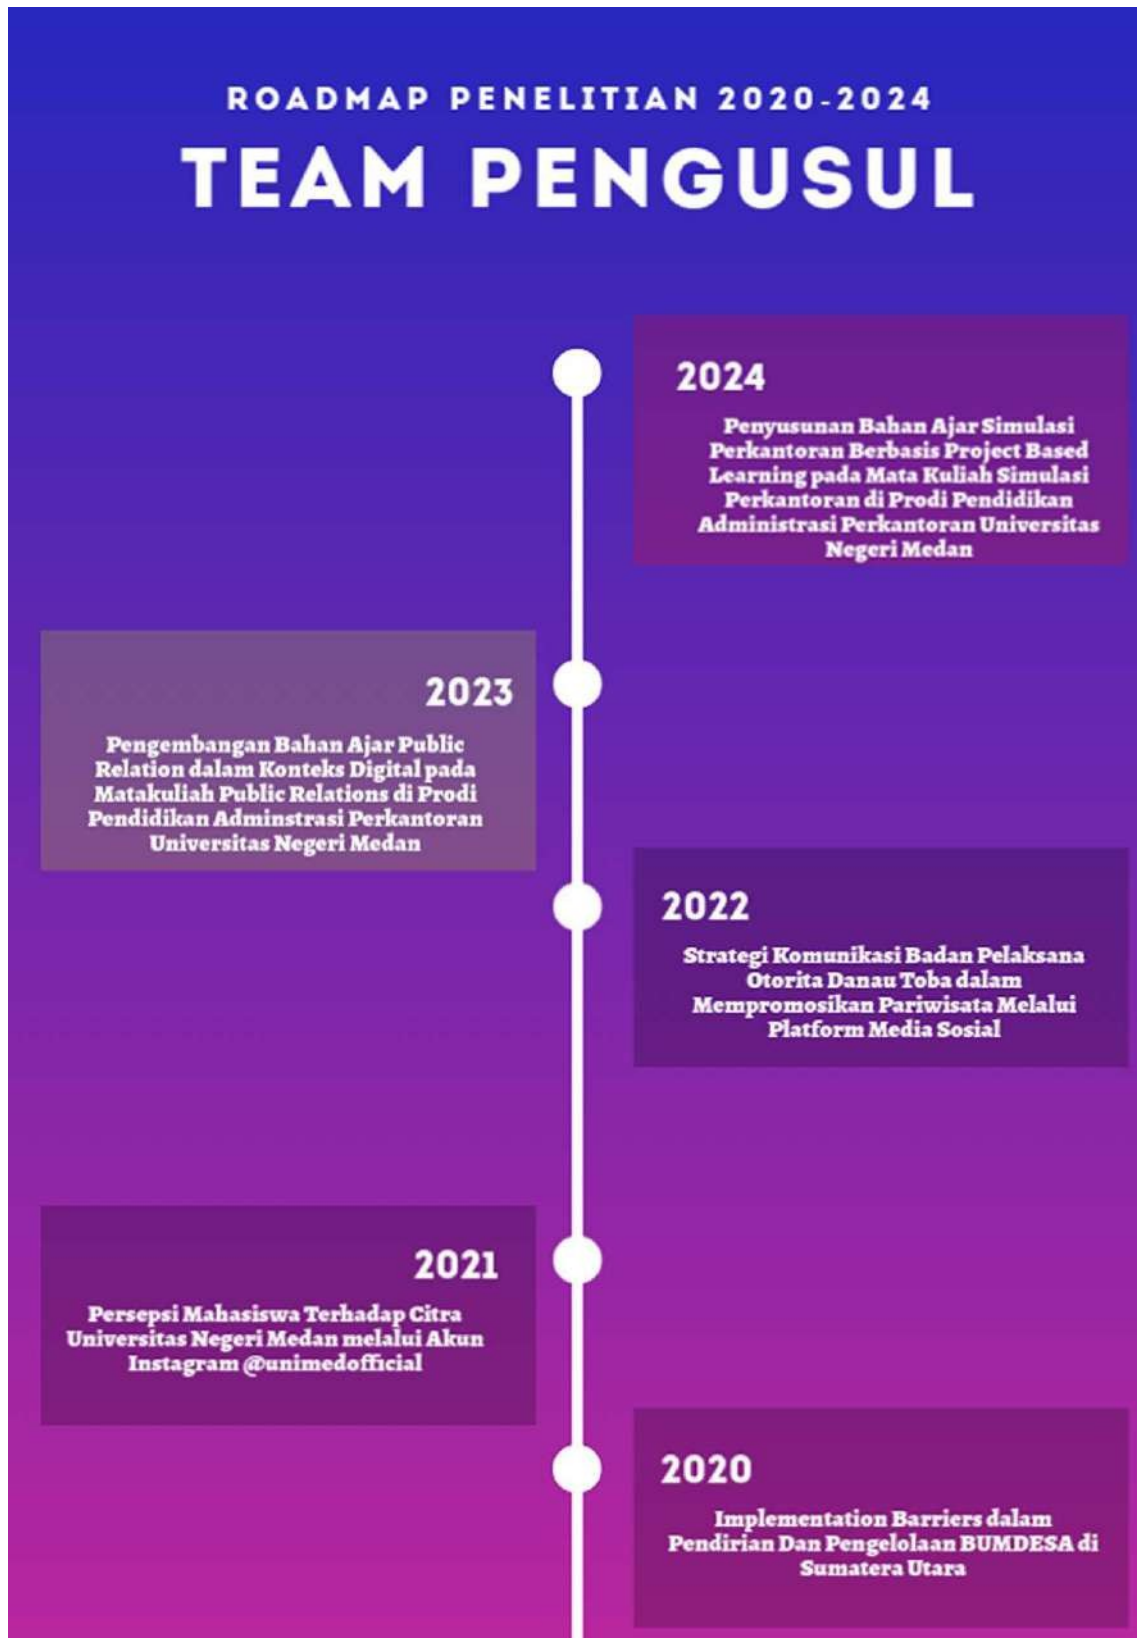 ROADMAP PENELITIAN 2020-2024
TEAM PENGUSUL
2024
Penyusunan Bahan Ajar Simulasi
Perkantoran Berbasis Project Based
Learning pada Mata Kuliah Simulasi
Perkantoran di Prodi Pendidikan
Administrasi Perkantoran Universitas
Negeri Medan
2023
Pengembangan Bahan Ajar Public
Relation dalam Konteks Digital pada
Matakuliah Public Relations di Prodi
Pendidikan Adminstrasi Perkantoran
Universitas Negeri Medan
2022
Strategi Komunikasi Badan Pelaksana
Otorita Danau Toba dalam
Mempromosikan Pariwisata Melalui
Platform Media Sosial
2021
Persepsi Mahasiswa Terhadap Citra
Universitas Negeri Medan melalui Akun
Instagram @unimedofficial
2020
Implementation Barriers dalam
Pendirian Dan Pengelolaan BUMDESA di
Sumatera Utara